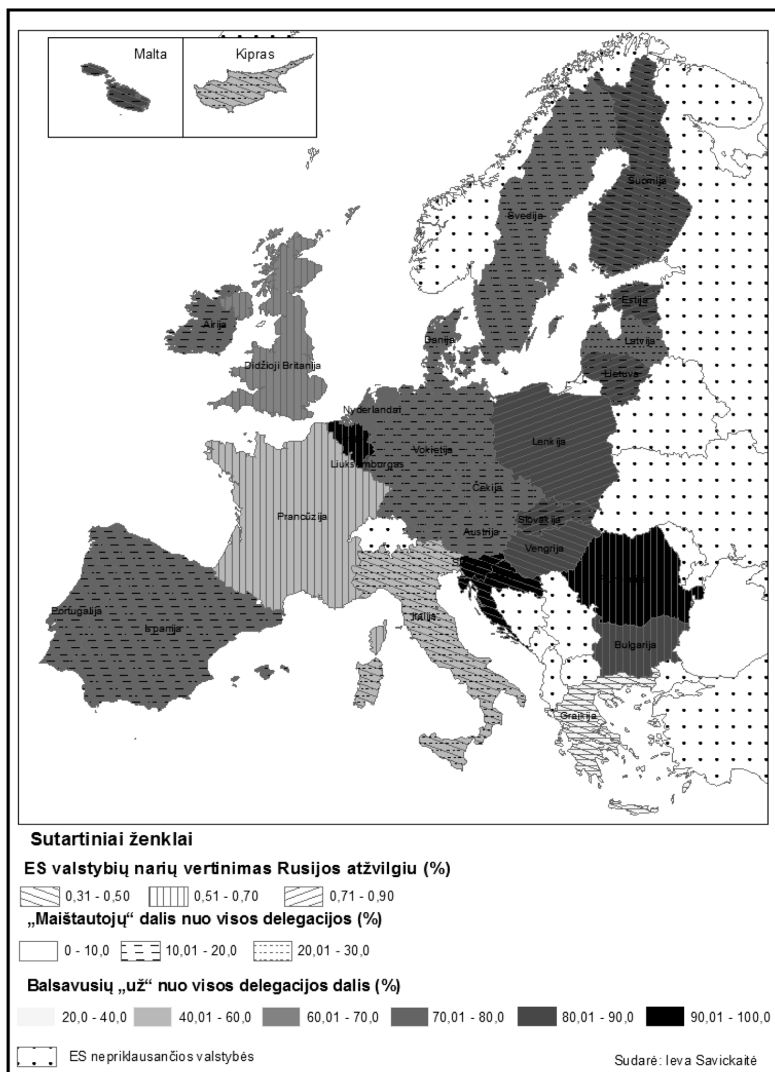 Malta
Kipras
Suomija
Švedija
Estija
Latvija
Lietuva
Danija
Airija
Didžioji Britanija
Nyderlandai
Vokietija
Lenkija
Liuksemburgas
Čekija
Prancūzija
Slovakija
Austrija
Vengrija
Portugalija
Ispanija
Italija
Bulgarija
Graikija
Sutartiniai ženklai
ES valstybių narių vertinimas Rusijos atžvilgiu (%)
0,31 - 0,50 0,51 - 0,70 0,71 - 0,90
„Maištautojų“ dalis nuo visos delegacijos (%)
0 - 10,0 10,01 - 20,0 20,01 - 30,0
Balsavusių „už“ nuo visos delegacijos dalis (%)
20,0 - 40,0 40,01 - 60,0 60,01 - 70,0 70,01 - 80,0 80,01 - 90,0 90,01 - 100,0
ES nepriklausančios valstybės
Sudarė: Ieva Savickaitė